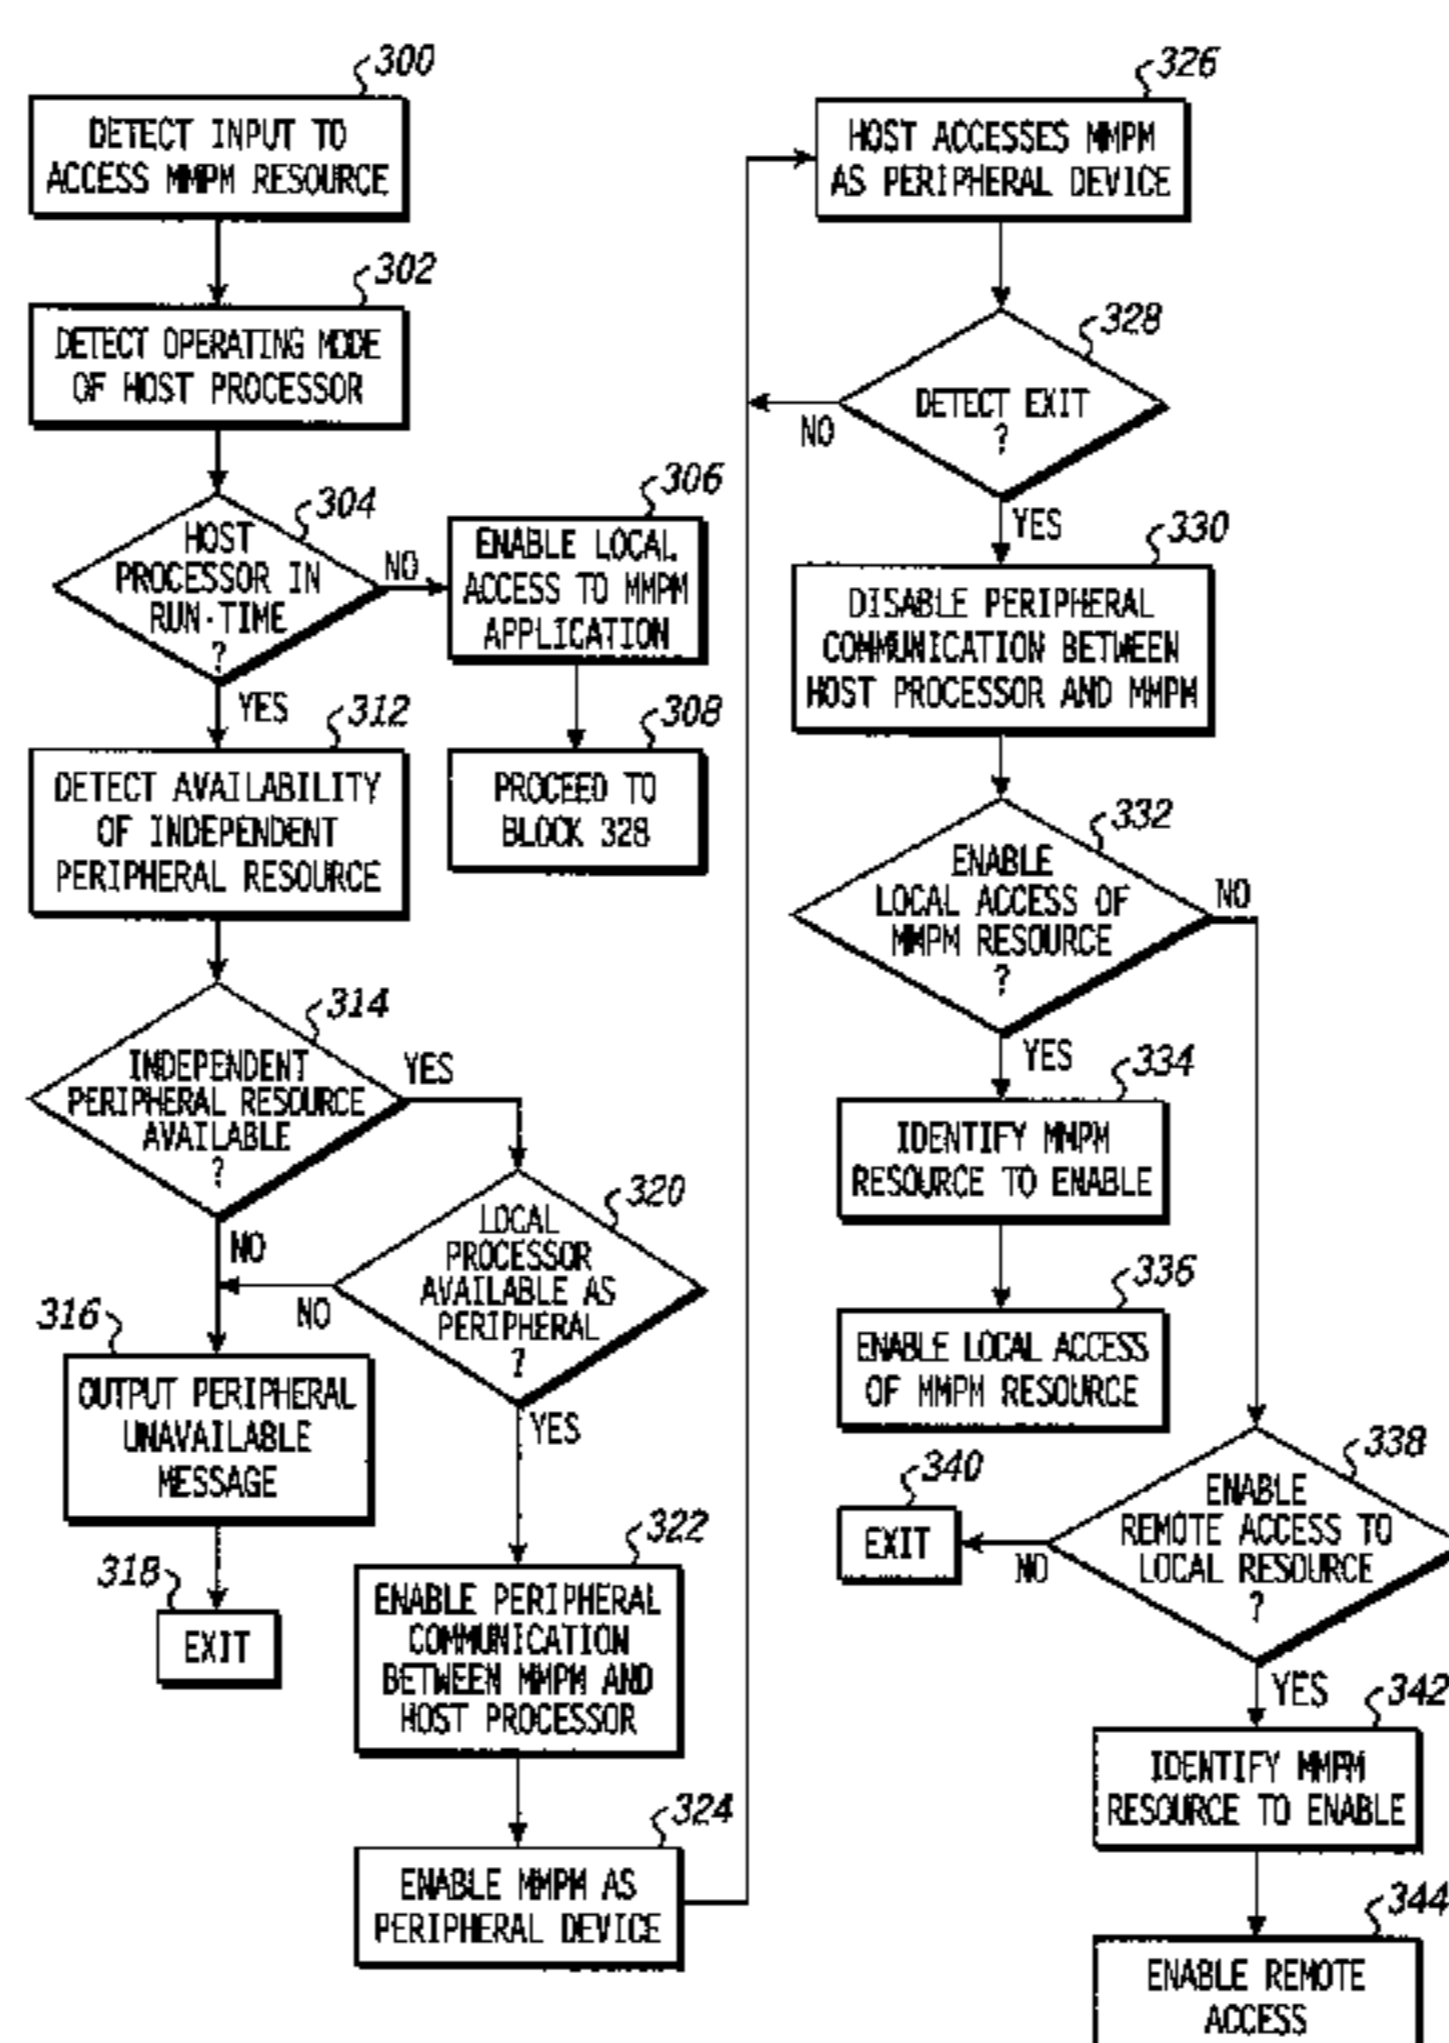 300
DETECT INPUT TO
ACCESS MMPM RESOURCE
302
DETECT OPERATING MODE
OF HOST PROCESSOR
304
HOST
PROCESSOR IN
RUN-TIME
?
NO
YES
306
ENABLE LOCAL
ACCESS TO MMPM
APPLICATION
308
PROCEED TO
BLOCK 328
312
DETECT AVAILABILITY
OF INDEPENDENT
PERIPHERAL RESOURCE
314
INDEPENDENT
PERIPHERAL RESOURCE
AVAILABLE
?
YES
NO
320
LOCAL
PROCESSOR
AVAILABLE AS
PERIPHERAL
?
NO
YES
316
OUTPUT PERIPHERAL
UNAVAILABLE
MESSAGE
318
EXIT
322
ENABLE PERIPHERAL
COMMUNICATION
BETWEEN MMPM AND
HOST PROCESSOR
324
ENABLE MMPM AS
PERIPHERAL DEVICE
326
HOST ACCESSES MMPM
AS PERIPHERAL DEVICE
328
DETECT EXIT
?
NO
YES
330
DISABLE PERIPHERAL
COMMUNICATION BETWEEN
HOST PROCESSOR AND MMPM
332
ENABLE
LOCAL ACCESS OF
MMPM RESOURCE
?
NO
YES
334
IDENTIFY MMPM
RESOURCE TO ENABLE
336
ENABLE LOCAL ACCESS
OF MMPM RESOURCE
338
ENABLE
REMOTE ACCESS TO
LOCAL RESOURCE
?
NO
YES
340
EXIT
342
IDENTIFY MMPM
RESOURCE TO ENABLE
344
ENABLE REMOTE
ACCESS